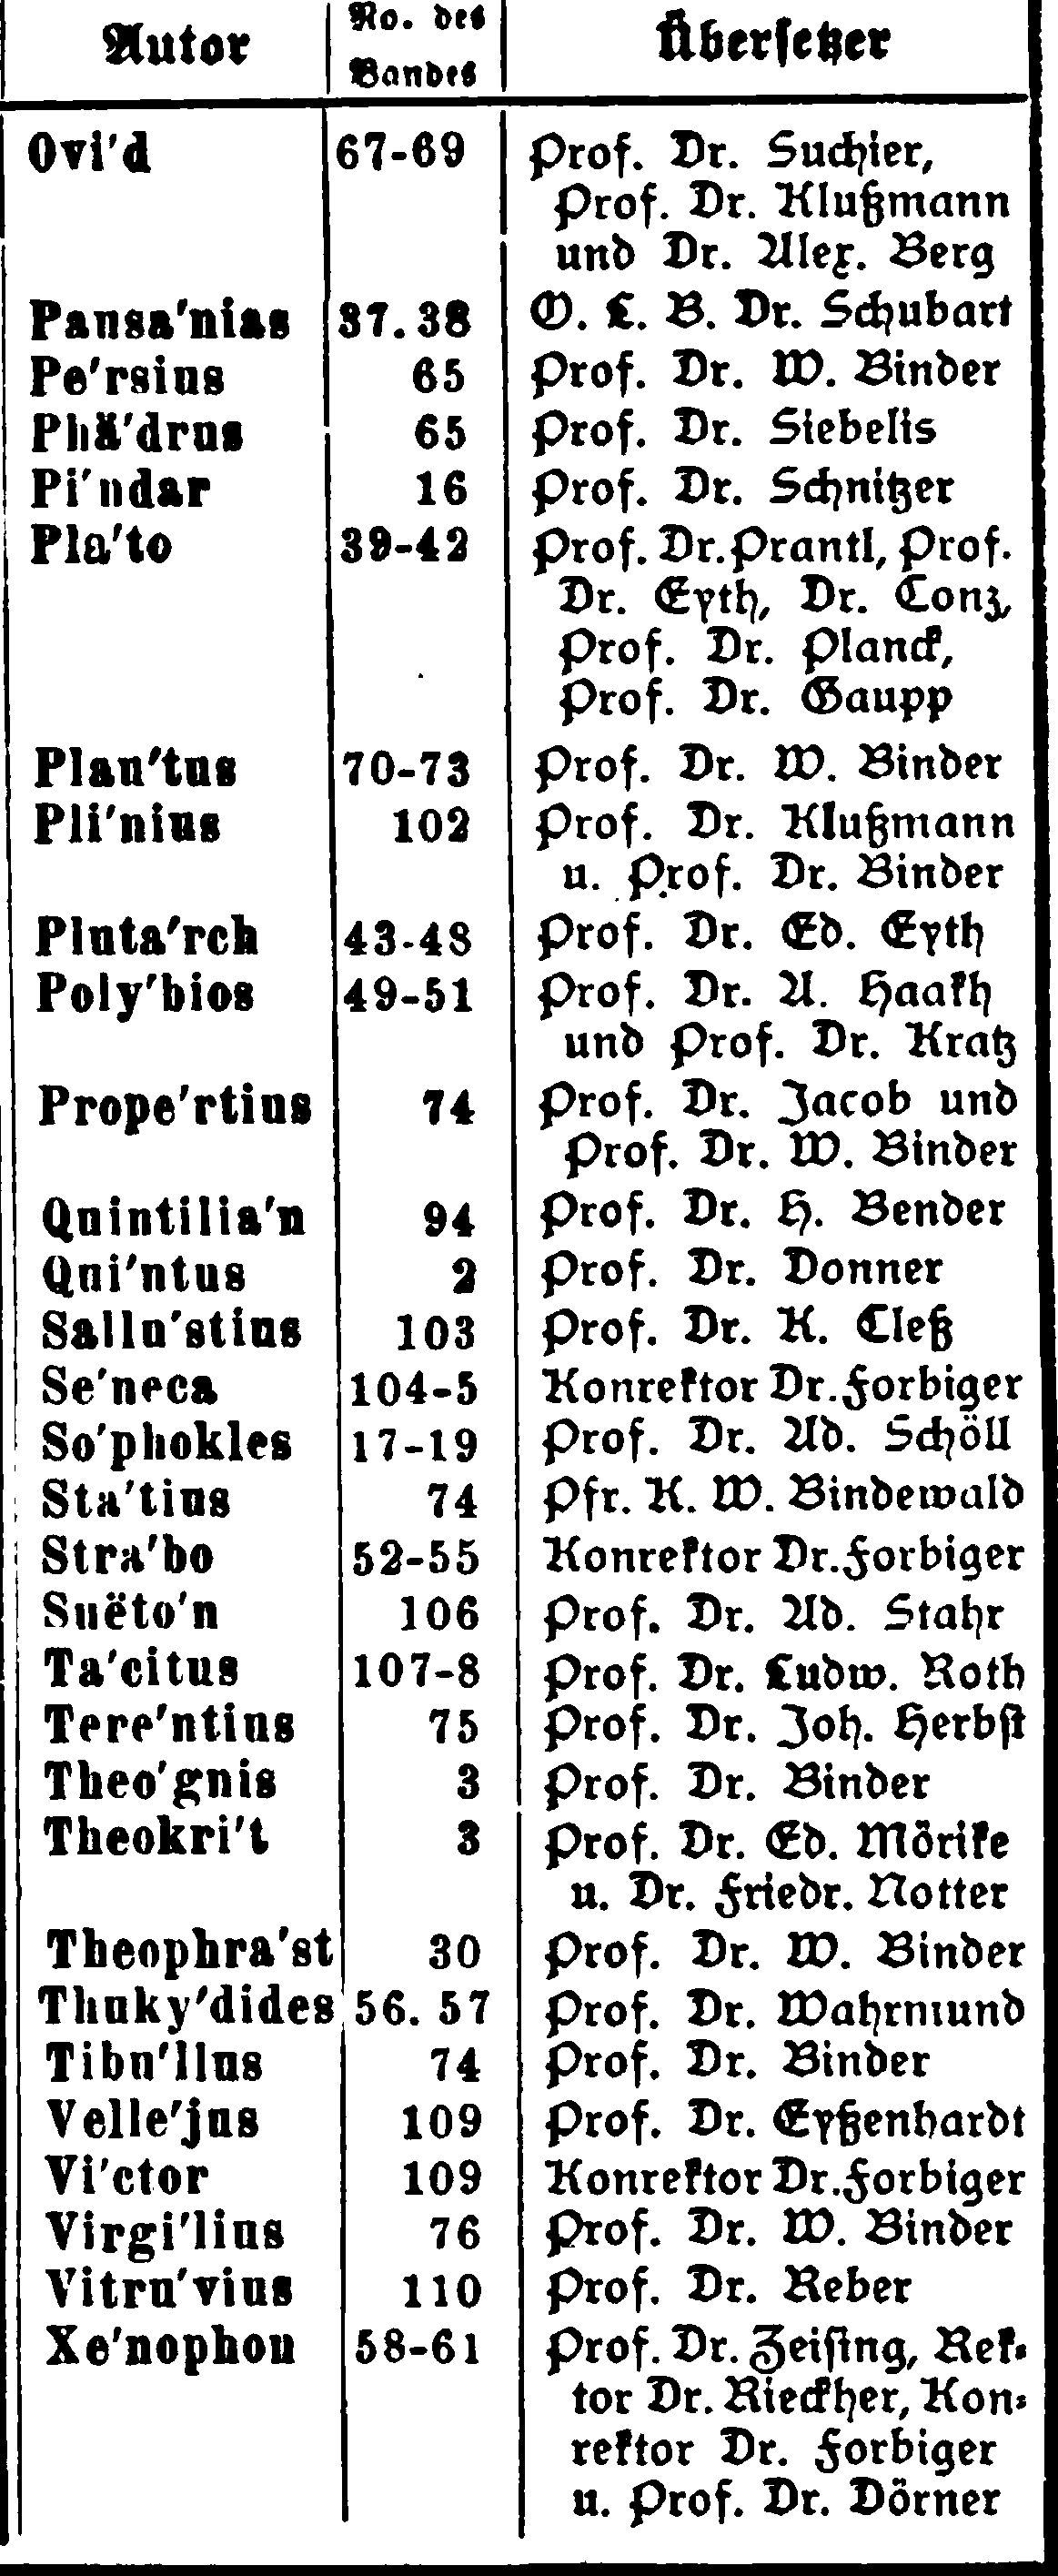 Autor No. des Bandes Übersetzer
Ovi'd 67-69 Prof. Dr. Suchier,
Prof. Dr. Klußmann
und Dr. Alex. Berg
Pausa'nias 37.38 O. L. B. Dr. Schubart
Pe'rsius 65 Prof. Dr. W. Binder
Phä'drus 65 Prof. Dr. Siebelis
Pi'ndar 16 Prof. Dr. Schnitzer
Pla'to 39-42 Prof. Dr. Prantl, Prof.
Dr. Eyth, Dr. Conz,
Prof. Dr. Planck,
Prof. Dr. Gaupp
Plau'tus 70-73 Prof. Dr. W. Binder
Pli'nius 102 Prof. Dr. Klußmann
u. Prof. Dr. Binder
Pluta'rch 43-48 Prof. Dr. Ed. Eyth
Poly'bios 49-51 Prof. Dr. A. Haakh
und Prof. Dr. Kratz
Prope'rtius 74 Prof. Dr. Jacob und
Prof. Dr. W. Binder
Quintilia'n 94 Prof. Dr. H. Bender
Qui'ntus 2 Prof. Dr. Donner
Sallu'stius 103 Prof. Dr. K. Cleß
Se'neca 104-5 Konrektor Dr. Forbiger
So'phokles 17-19 Prof. Dr. Ad. Schöll
Sta'tius 74 Pfr. K. W. Bindewald
Stra'bo 52-55 Konrektor Dr. Forbiger
Suëto'n 106 Prof. Dr. Ad. Stahr
Ta'citus 107-8 Prof. Dr. Ludw. Roth
Tere'ntius 75 Prof. Dr. Joh. Herbst
Theo'gnis 3 Prof. Dr. Binder
Theokri't 3 Prof. Dr. Ed. Mörike
u. Dr. Friedr. Notter
Theophra'st 30 Prof. Dr. W. Binder
Thuky'dides 56. 57 Prof. Dr. Wahrmund
Tibu'llus 74 Prof. Dr. Binder
Velle'jus 109 Prof. Dr. Eyßenhardt
Vi'ctor 109 Konrektor Dr. Forbiger
Virgi'lius 76 Prof. Dr. W. Binder
Vitru'vius 110 Prof. Dr. Reber
Xe'nophon 58-61 Prof. Dr. Zeising, Rek-
tor Dr. Rieckher, Kon-
rektor Dr. Forbiger
u. Prof. Dr. Dörner